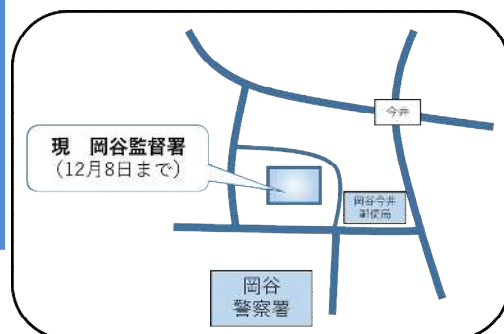 今井
現　岡谷監督署
（12月8日まで）
岡谷今井
郵便局
岡谷
警察署